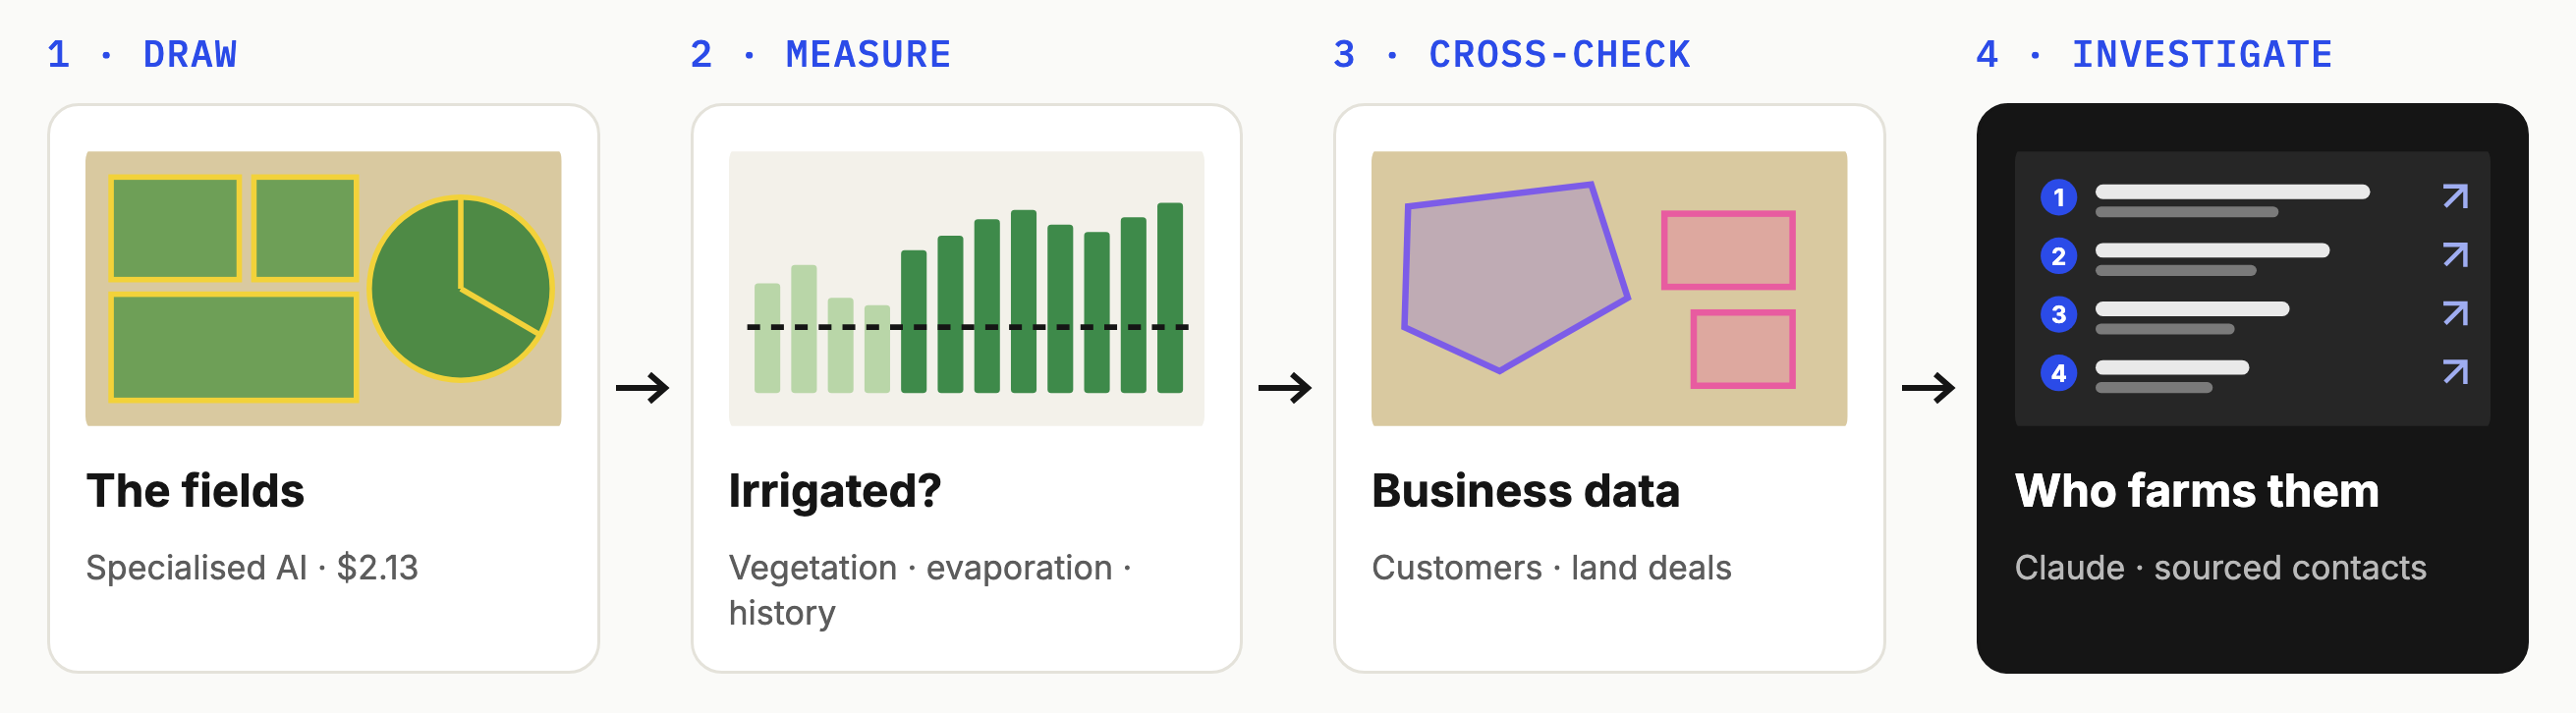 1 · DRAW
2 · MEASURE
3 · CROSS-CHECK
4 · INVESTIGATE
1
2
3
4
The fields
Specialised AI · $2.13
Irrigated?
Vegetation · evaporation ·
history
Business data
Customers · land deals
Who farms them
Claude · sourced contacts